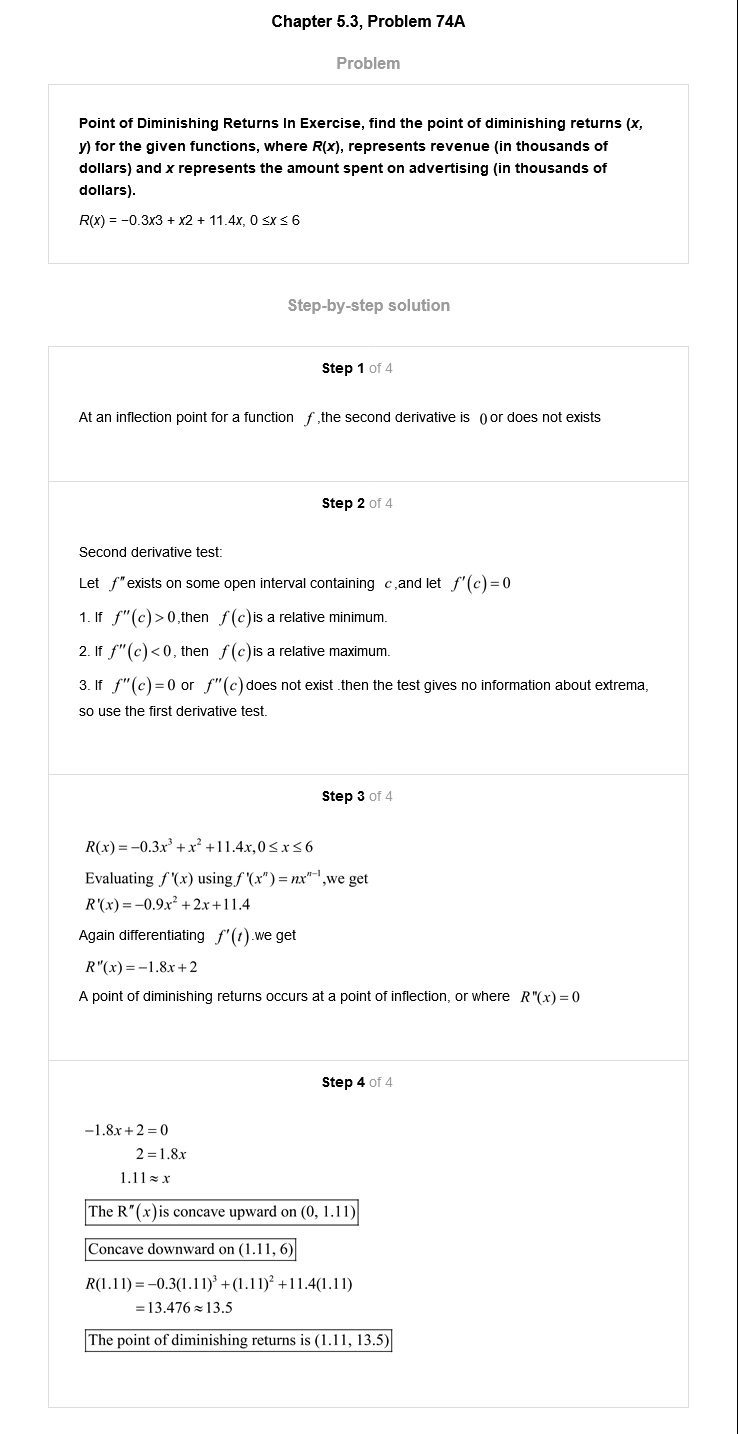 Chapter 5.3, Problem 74A
Problem
Point of Diminishing Returns In Exercise, find the point of diminishing returns (x,
y) for the given functions, where R(x), represents revenue (in thousands of
dollars) and x represents the amount spent on advertising (in thousands of
dollars).
R(x) = −0.3x3 + x2 + 11.4x, 0 ≤x ≤ 6
Step-by-step solution
Step 1 of 4
At an inflection point for a function f ,the second derivative is 0 or does not exists
Step 2 of 4
Second derivative test:
Let f″ exists on some open interval containing c ,and let f′(c) = 0
1. If f″(c) > 0,then f(c) is a relative minimum.
2. If f″(c) < 0, then f(c) is a relative maximum.
3. If f″(c) = 0 or f″(c) does not exist .then the test gives no information about extrema,
so use the first derivative test.
Step 3 of 4
R(x) = −0.3x³ + x² + 11.4x, 0 ≤ x ≤ 6
Evaluating f '(x) using f '(xⁿ) = nxⁿ⁻¹,we get
R'(x) = −0.9x² + 2x + 11.4
Again differentiating f′(t).we get
R"(x) = −1.8x + 2
A point of diminishing returns occurs at a point of inflection, or where R"(x) = 0
Step 4 of 4
−1.8x + 2 = 0
2 = 1.8x
1.11 ≈ x
The R″(x) is concave upward on (0, 1.11)
Concave downward on (1.11, 6)
R(1.11) = −0.3(1.11)³ + (1.11)² + 11.4(1.11)
= 13.476 ≈ 13.5
The point of diminishing returns is (1.11, 13.5)